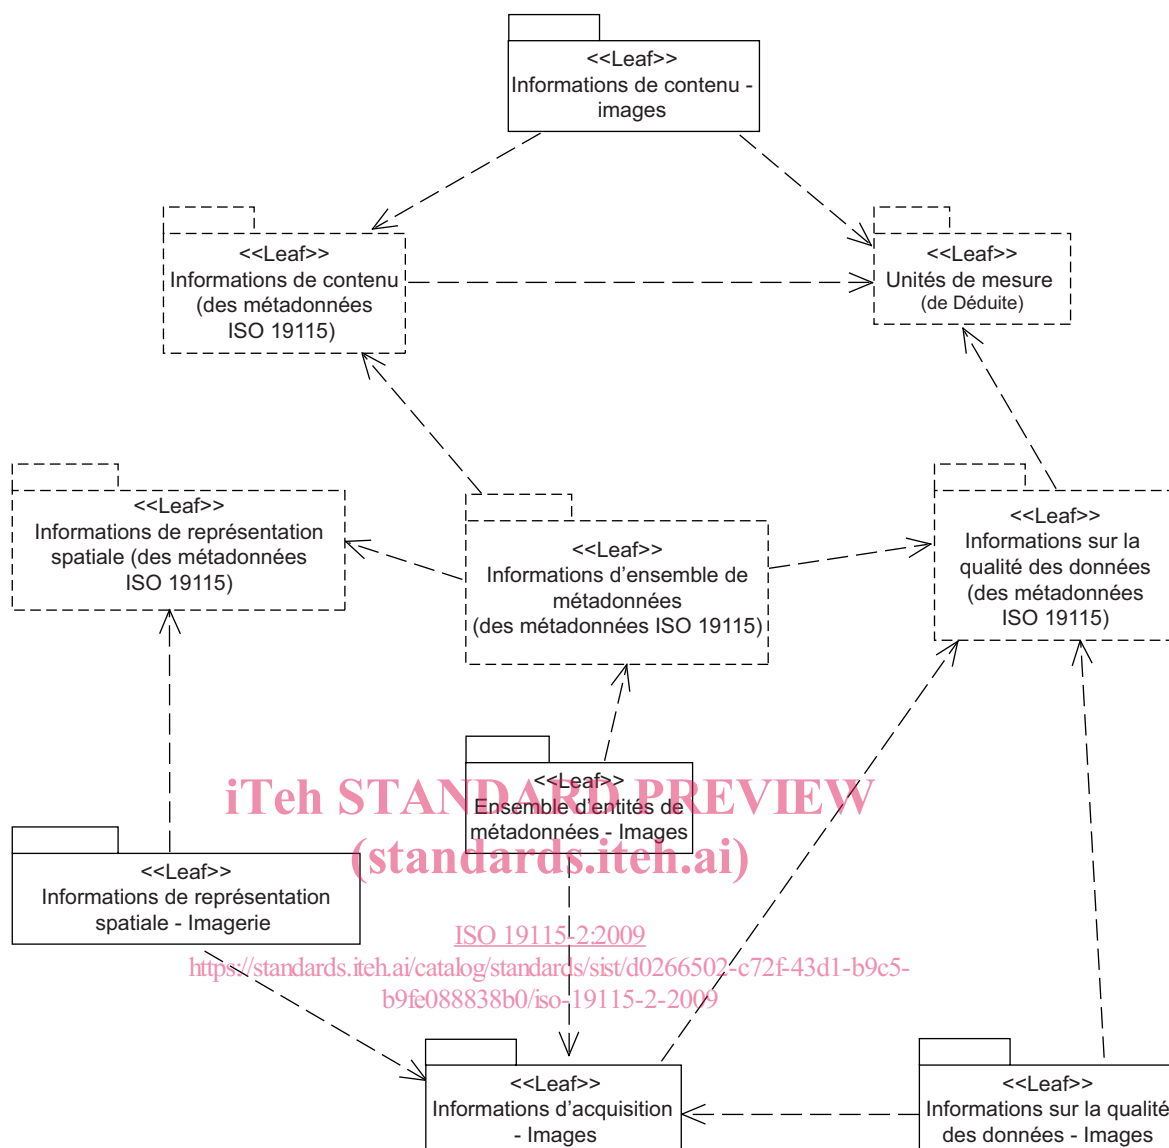 <<Leaf>>
Informations de contenu -
images
<<Leaf>>
Informations de contenu
(des métadonnées
ISO 19115)
<<Leaf>>
Unités de mesure
(de Déduite)
<<Leaf>>
Informations de représentation
spatiale (des métadonnées
ISO 19115)
<<Leaf>>
Informations d'ensemble de
métadonnées
(des métadonnées ISO 19115)
<<Leaf>>
Informations sur la
qualité des données
(des métadonnées
ISO 19115)
<<Leaf>>
Ensemble d'entités de
métadonnées - Images
iTeh STANDARD PREVIEW
(standards.iteh.ai)
<<Leaf>>
Informations de représentation
spatiale - Imagerie
ISO 19115-2:2009
https://standards.iteh.ai/catalog/standards/sist/d0266502-c72f-43d1-b9c5-
b9fe088838b0/iso-19115-2-2009
<<Leaf>>
Informations d'acquisition
- Images
<<Leaf>>
Informations sur la qualité
des données - Images